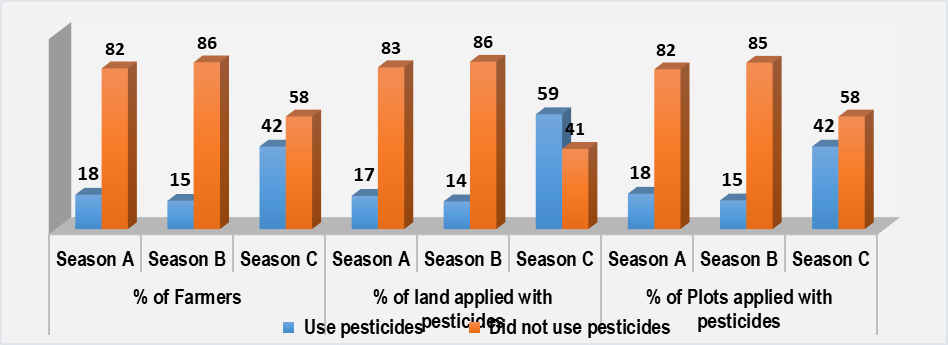 82
86
83
86
82
85
58
59
58
42
41
42
18
15
17
14
18
15
Season A Season B Season C Season A Season B Season C Season A Season B Season C
% of Farmers
% of land applied with
pesticides
% of Plots applied with
pesticides
Use pesticides
Did not use pesticides